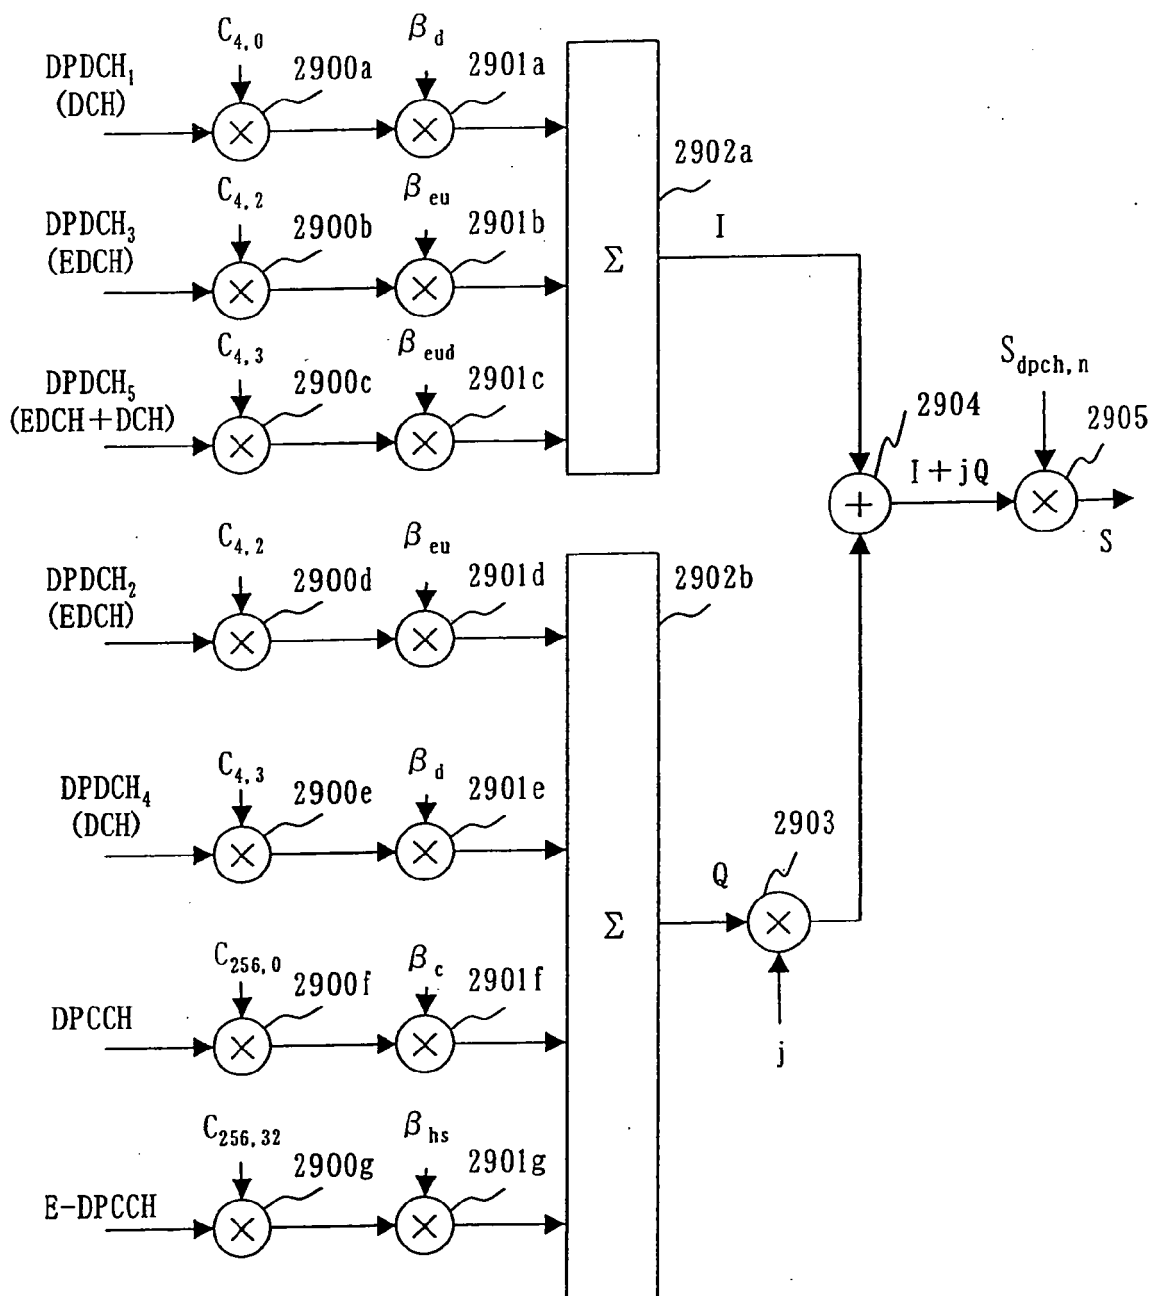 C4,0
βd
DPDCH1
(DCH)
2900a
2901a
C4,2
βeu
DPDCH3
(EDCH)
2900b
2901b
C4,3
βeud
DPDCH5
(EDCH+DCH)
2900c
2901c
Σ
2902a
I
Sdpch,n
2904
2905
I+jQ
S
C4,2
βeu
DPDCH2
(EDCH)
2900d
2901d
2902b
C4,3
βd
DPDCH4
(DCH)
2900e
2901e
2903
Q
Σ
j
C256,0
βc
DPCCH
2900f
2901f
C256,32
βhs
E-DPCCH
2900g
2901g